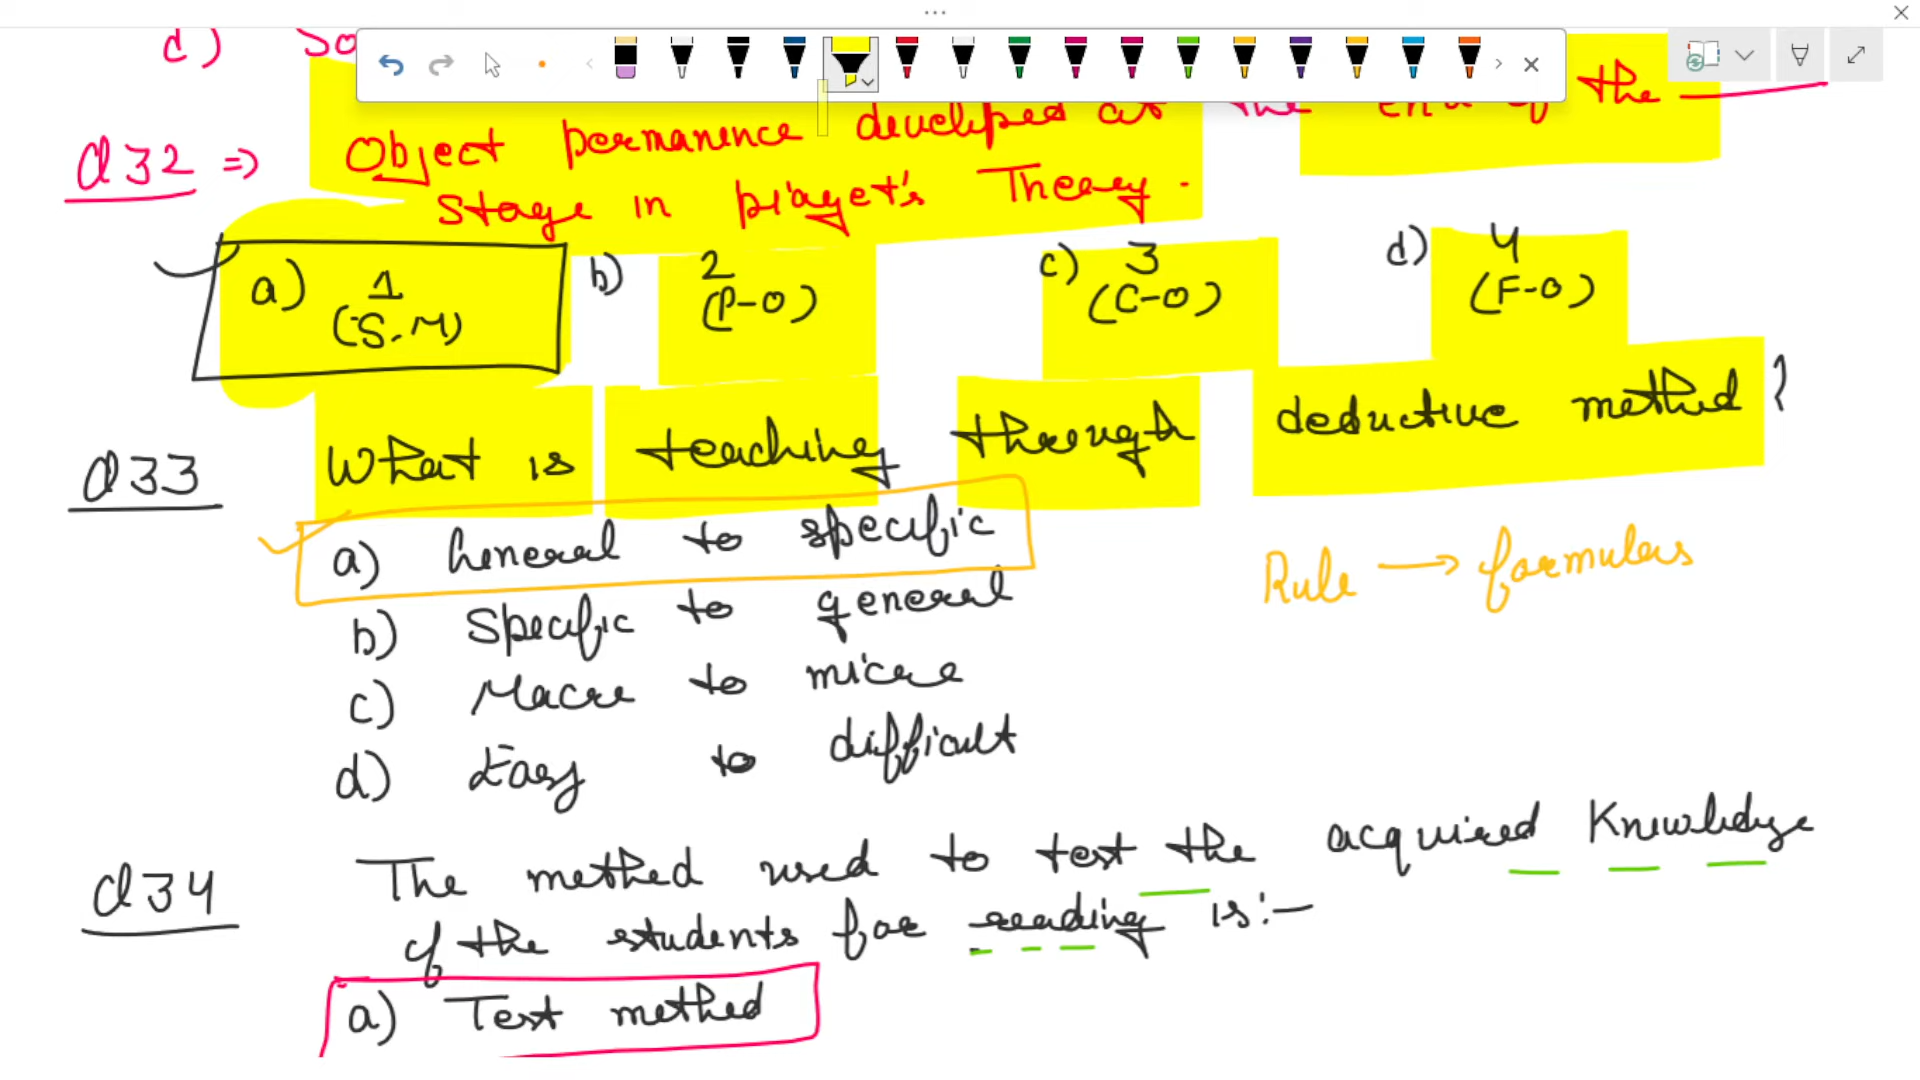 d) So
Q32 ⇒ Object permanence developed at the end of the ___
stage in piaget's Theory.
a) 1 b) 2 c) 3 d) 4
(S.M) (P-O) (C-O) (F-O)
Q33 What is teaching through deductive method?
a) General to specific
Rule → formulas
b) Specific to general
c) Macro to micro
d) Easy to difficult
Q34 The method used to test the acquired Knowledge
of the students for reading is:-
a) Test method